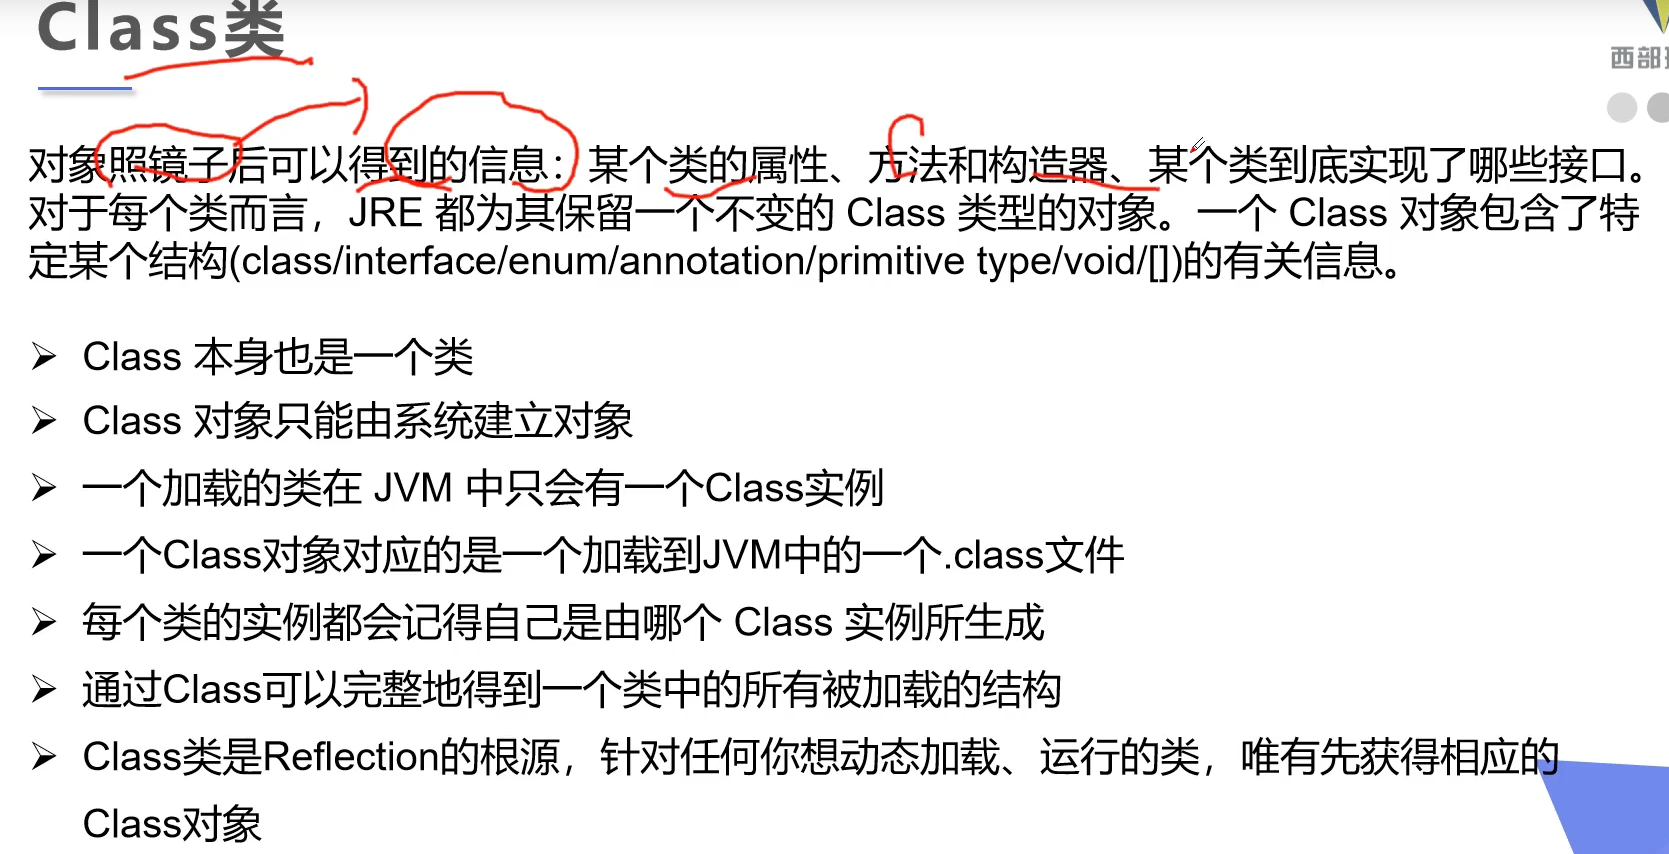 Class类
西部
对象照镜子后可以得到的信息：某个类的属性、方法和构造器、某个类到底实现了哪些接口。
对于每个类而言，JRE 都为其保留一个不变的 Class 类型的对象。一个 Class 对象包含了特
定某个结构(class/interface/enum/annotation/primitive type/void/[])的有关信息。
➢ Class 本身也是一个类
➢ Class 对象只能由系统建立对象
➢ 一个加载的类在 JVM 中只会有一个Class实例
➢ 一个Class对象对应的是一个加载到JVM中的一个.class文件
➢ 每个类的实例都会记得自己是由哪个 Class 实例所生成
➢ 通过Class可以完整地得到一个类中的所有被加载的结构
➢ Class类是Reflection的根源，针对任何你想动态加载、运行的类，唯有先获得相应的
Class对象